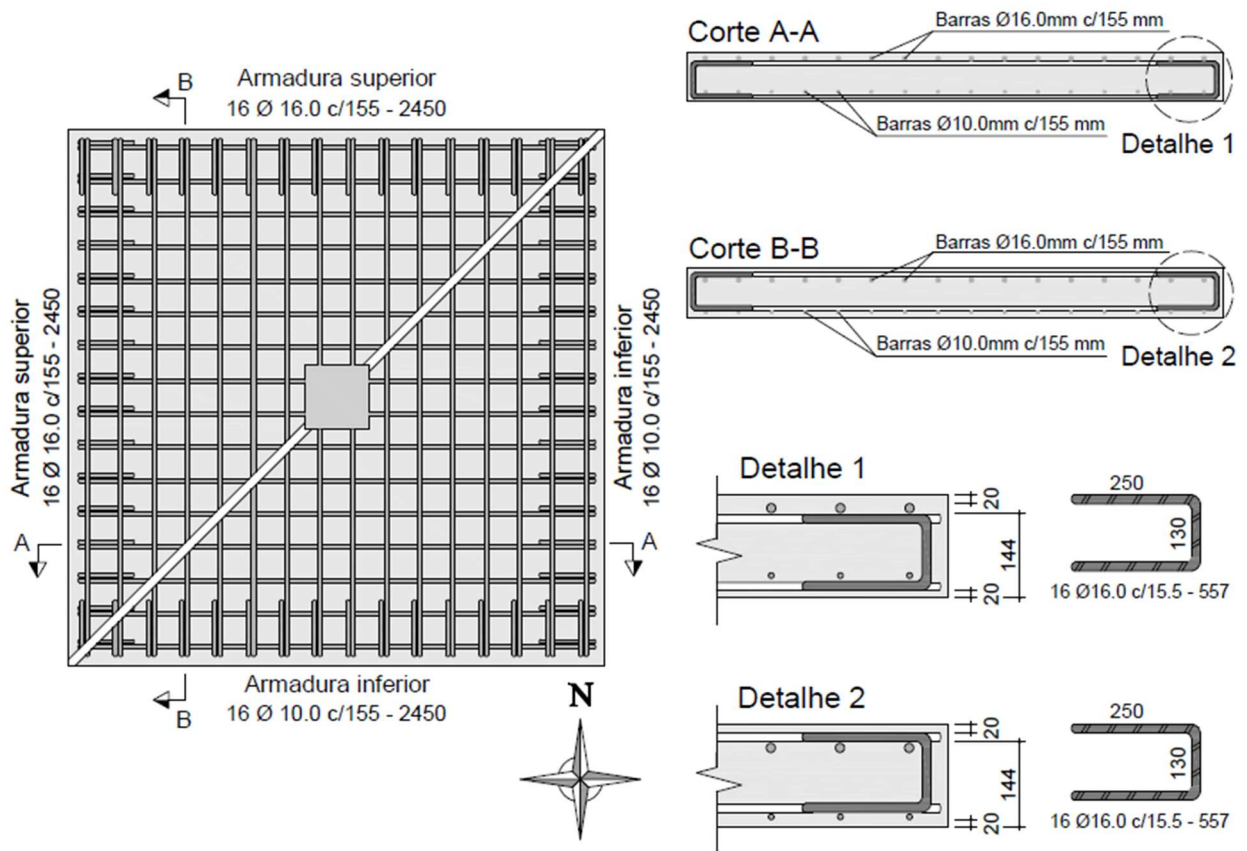 B
Armadura superior
16 Ø 16.0 c/155 - 2450
Armadura superior
16 Ø 16.0 c/155 - 2450
Armadura inferior
16 Ø 10.0 c/155 - 2450
A
A
B
Armadura inferior
16 Ø 10.0 c/155 - 2450
N
Corte A-A
Barras Ø16.0mm c/155 mm
Barras Ø10.0mm c/155 mm
Detalhe 1
Corte B-B
Barras Ø16.0mm c/155 mm
Barras Ø10.0mm c/155 mm
Detalhe 2
Detalhe 1
20
144
20
250
130
16 Ø16.0 c/15.5 - 557
Detalhe 2
20
144
20
250
130
16 Ø16.0 c/15.5 - 557